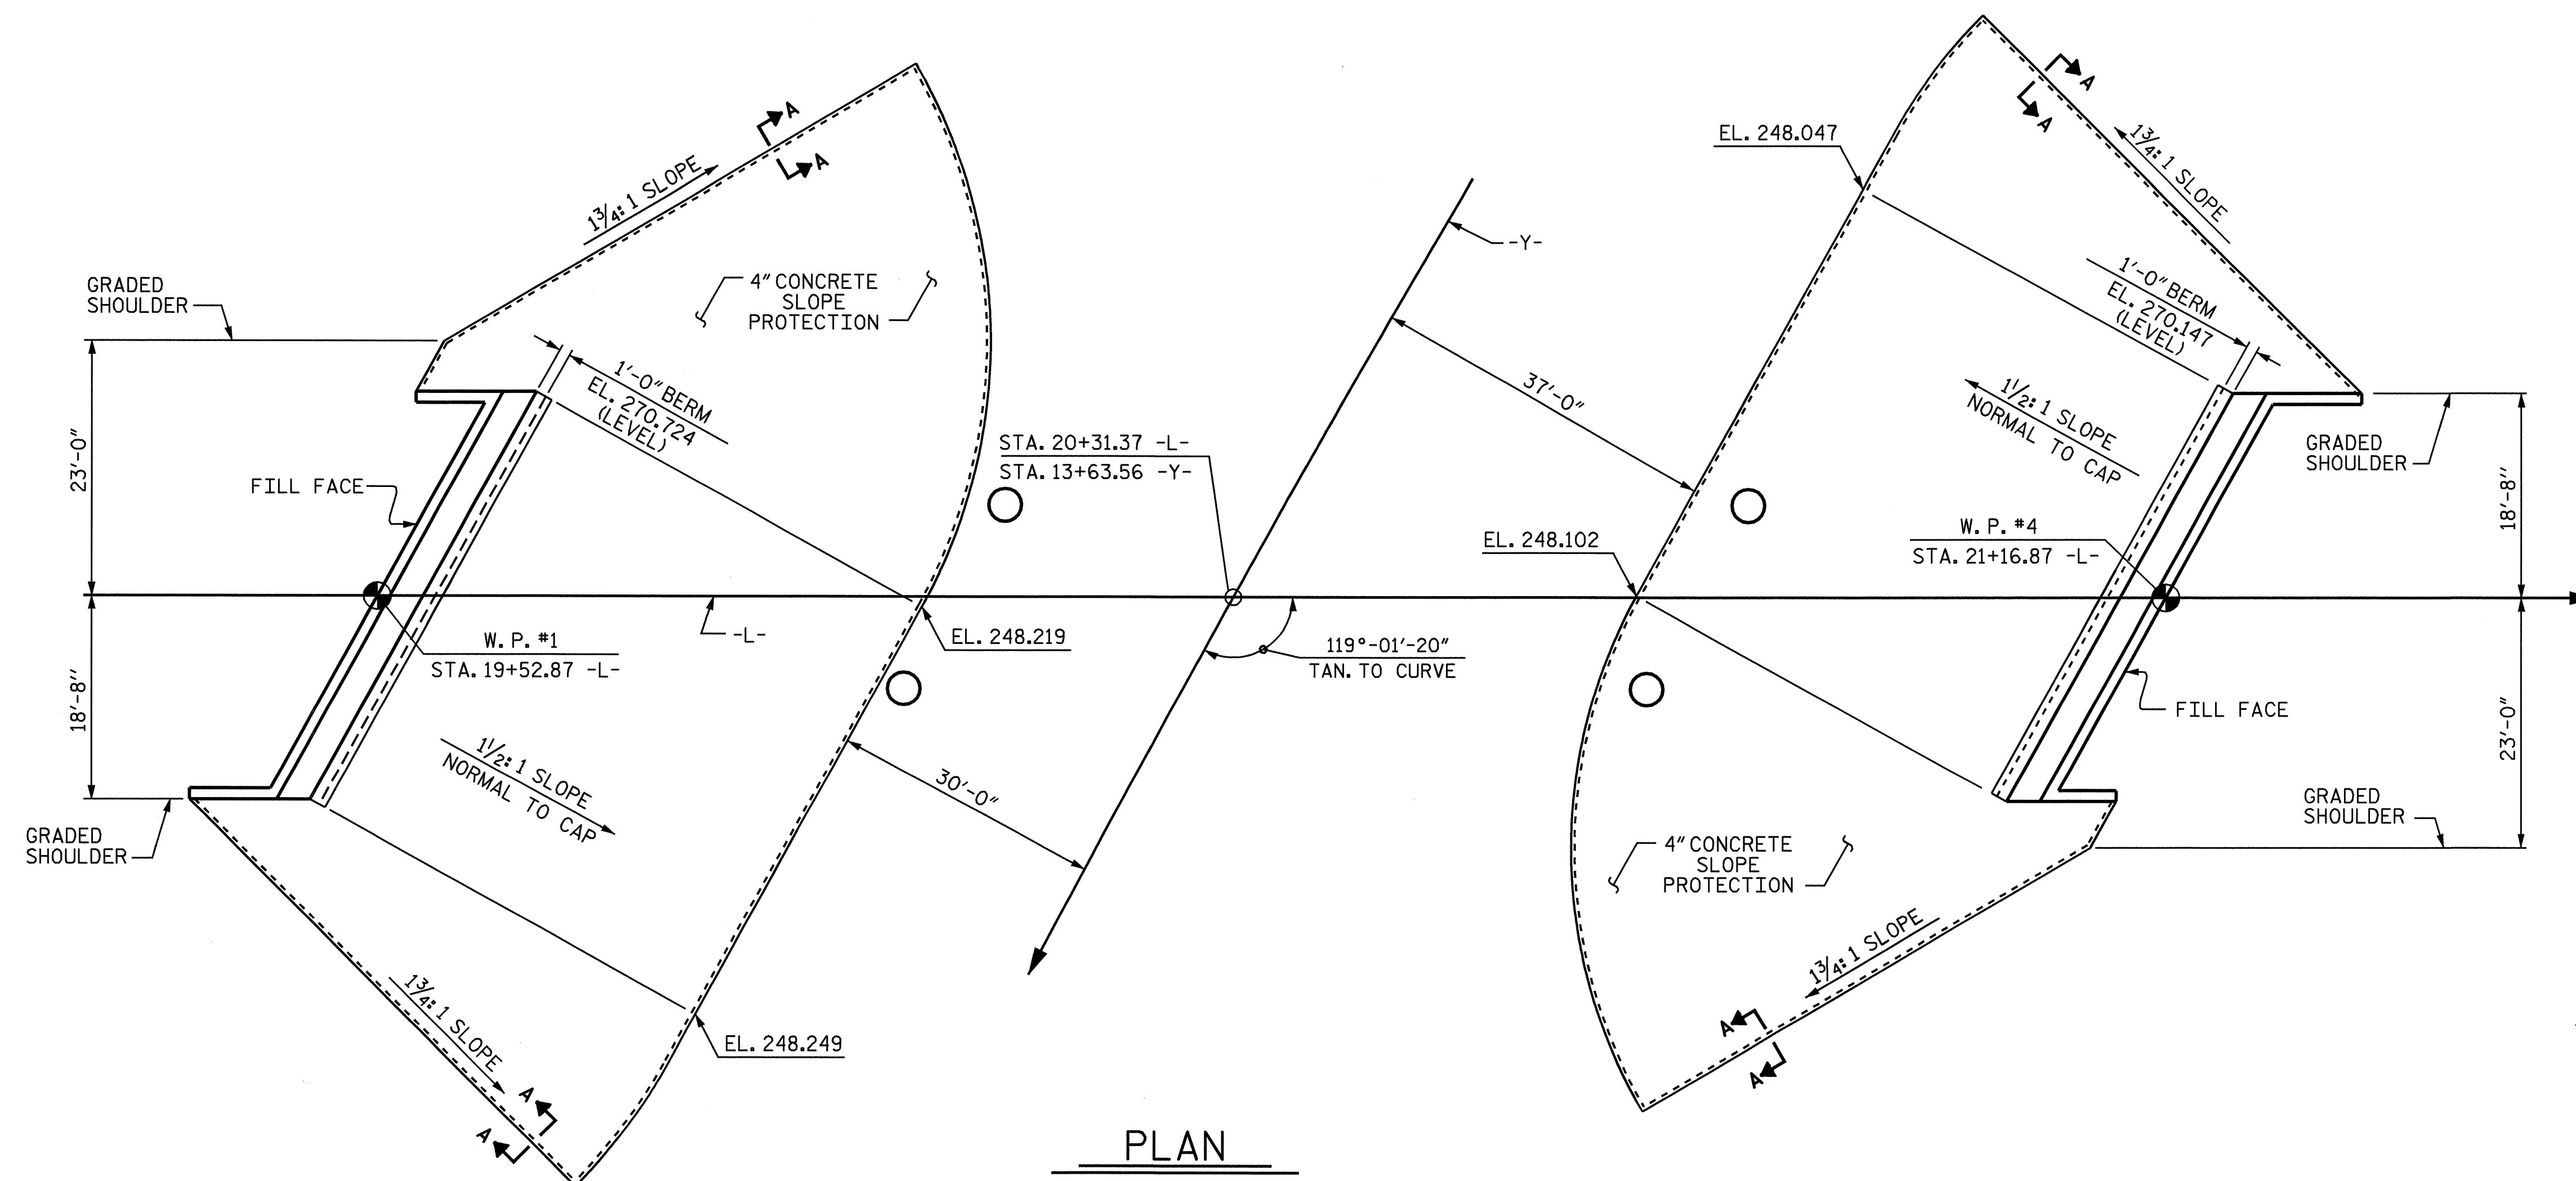 A
A
1¾:1 SLOPE
GRADED
SHOULDER
4" CONCRETE
SLOPE
PROTECTION
1'-0" BERM
EL. 270.724
(LEVEL)
23'-0"
FILL FACE
18'-8"
GRADED
SHOULDER
W. P. #1
STA. 19+52.87 -L-
-L-
EL. 248.219
1½:1 SLOPE
NORMAL TO CAP
1¾:1 SLOPE
A
A
EL. 248.249
30'-0"
STA. 20+31.37 -L-
STA. 13+63.56 -Y-
-Y-
37'-0"
119°-01'-20"
TAN. TO CURVE
EL. 248.047
A
A
1¾:1 SLOPE
1'-0" BERM
EL. 270.147
(LEVEL)
1½:1 SLOPE
NORMAL TO CAP
EL. 248.102
W. P. #4
STA. 21+16.87 -L-
GRADED
SHOULDER
18'-8"
FILL FACE
23'-0"
GRADED
SHOULDER
4" CONCRETE
SLOPE
PROTECTION
1¾:1 SLOPE
A
A
PLAN